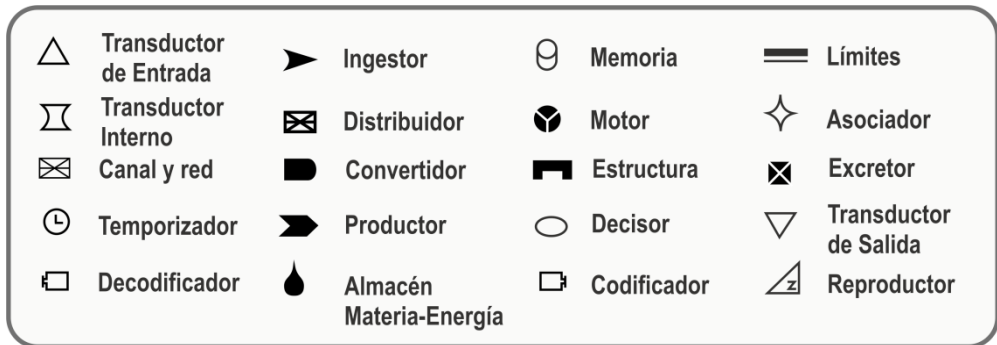 Transductor
de Entrada
Ingestor
Memoria
Límites
Transductor
Interno
Distribuidor
Motor
Asociador
Canal y red
Convertidor
Estructura
Excretor
Temporizador
Productor
Decisor
Transductor
de Salida
Decodificador
Almacén
Materia-Energía
Codificador
z
Reproductor